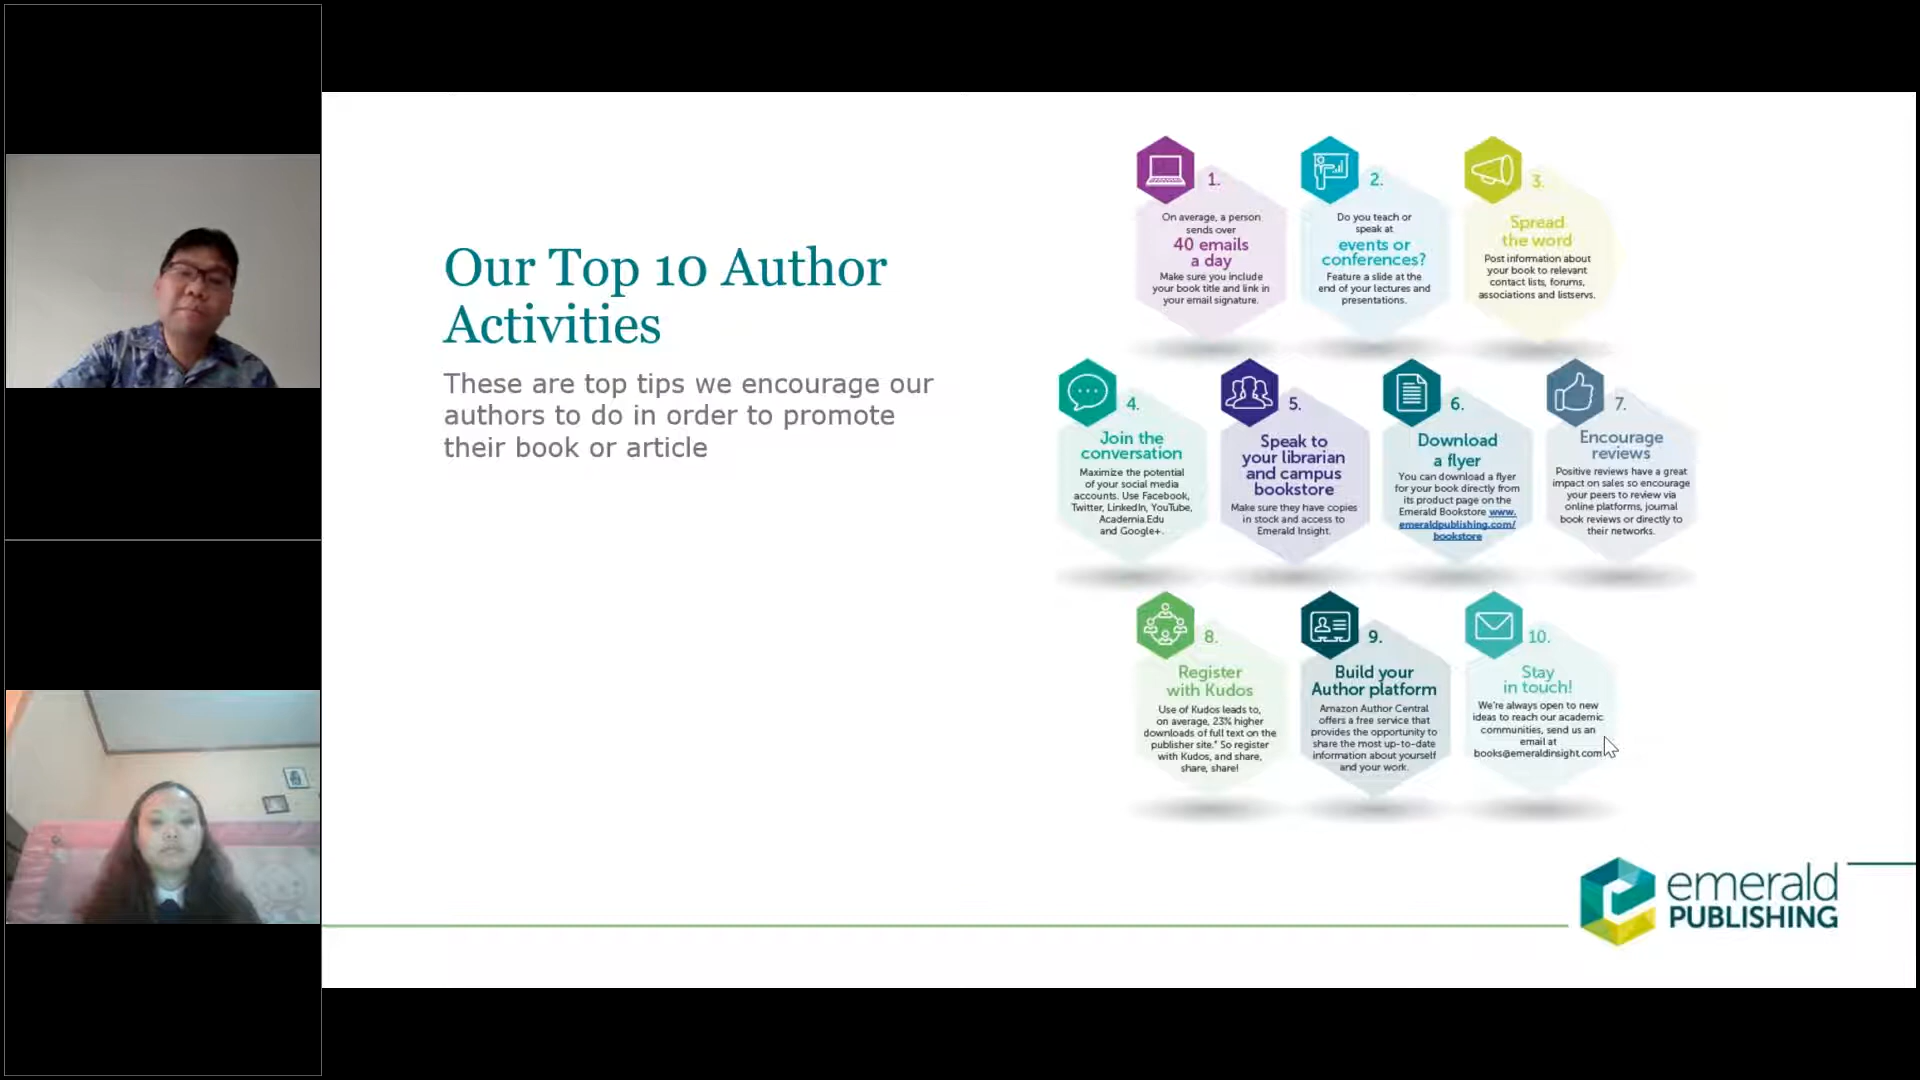 Our Top 10 Author
Activities
These are top tips we encourage our
authors to do in order to promote
their book or article
1.
On average, a person
sends over
40 emails
a day
Make sure you include
your book title and link in
your email signature.
2.
Do you teach or
speak at
events or
conferences?
Feature a slide at the
end of your lectures and
presentations.
3.
Spread
the word
Post information about
your book to relevant
contact lists, forums,
associations and listservs.
4.
Join the
conversation
Maximize the potential
of your social media
accounts. Use Facebook,
Twitter, LinkedIn, YouTube,
Academia.Edu
and Google+.
5.
Speak to
your librarian
and campus
bookstore
Make sure they have copies
in stock and access to
Emerald Insight.
6.
Download
a flyer
You can download a flyer
for your book directly from
its product page on the
Emerald Bookstore www.
emeraldpublishing.com/
bookstore
7.
Encourage
reviews
Positive reviews have a great
impact on sales so encourage
your peers to review via
online platforms, journal
book reviews or directly to
their networks.
8.
Register
with Kudos
Use of Kudos leads to,
on average, 23% higher
downloads of full text on the
publisher site.* So register
with Kudos, and share,
share, share!
9.
Build your
Author platform
Amazon Author Central
offers a free service that
provides the opportunity to
share the most up-to-date
information about yourself
and your work.
10.
Stay
in touch!
We're always open to new
ideas to reach our academic
communities, send us an
email at
books@emeraldinsight.com
emerald
PUBLISHING